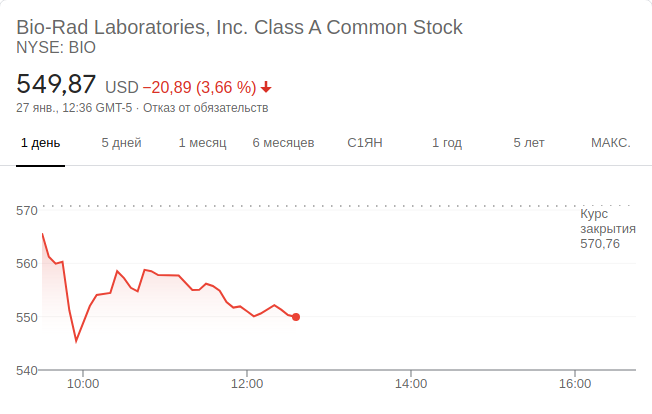 Bio-Rad Laboratories, Inc. Class A Common Stock
NYSE: BIO
549,87 USD −20,89 (3,66 %)
27 янв., 12:36 GMT-5 · Отказ от обязательств
1 день 5 дней 1 месяц 6 месяцев С1ЯН 1 год 5 лет МАКС.
570
Курс
закрытия
570,76
560
550
540
10:00 12:00 14:00 16:00